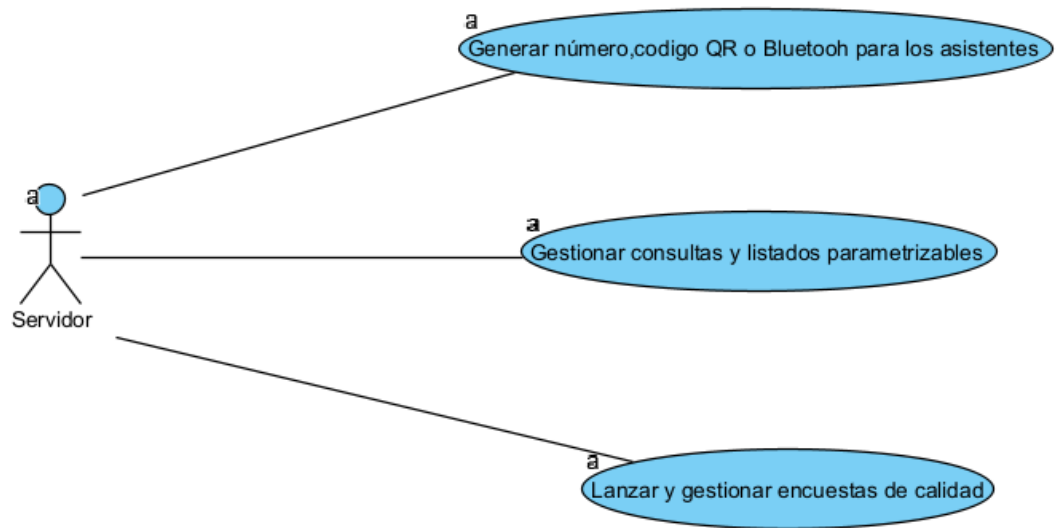 a
Generar número,codigo QR o Bluetooh para los asistentes
a
a
Gestionar consultas y listados parametrizables
Servidor
a
Lanzar y gestionar encuestas de calidad